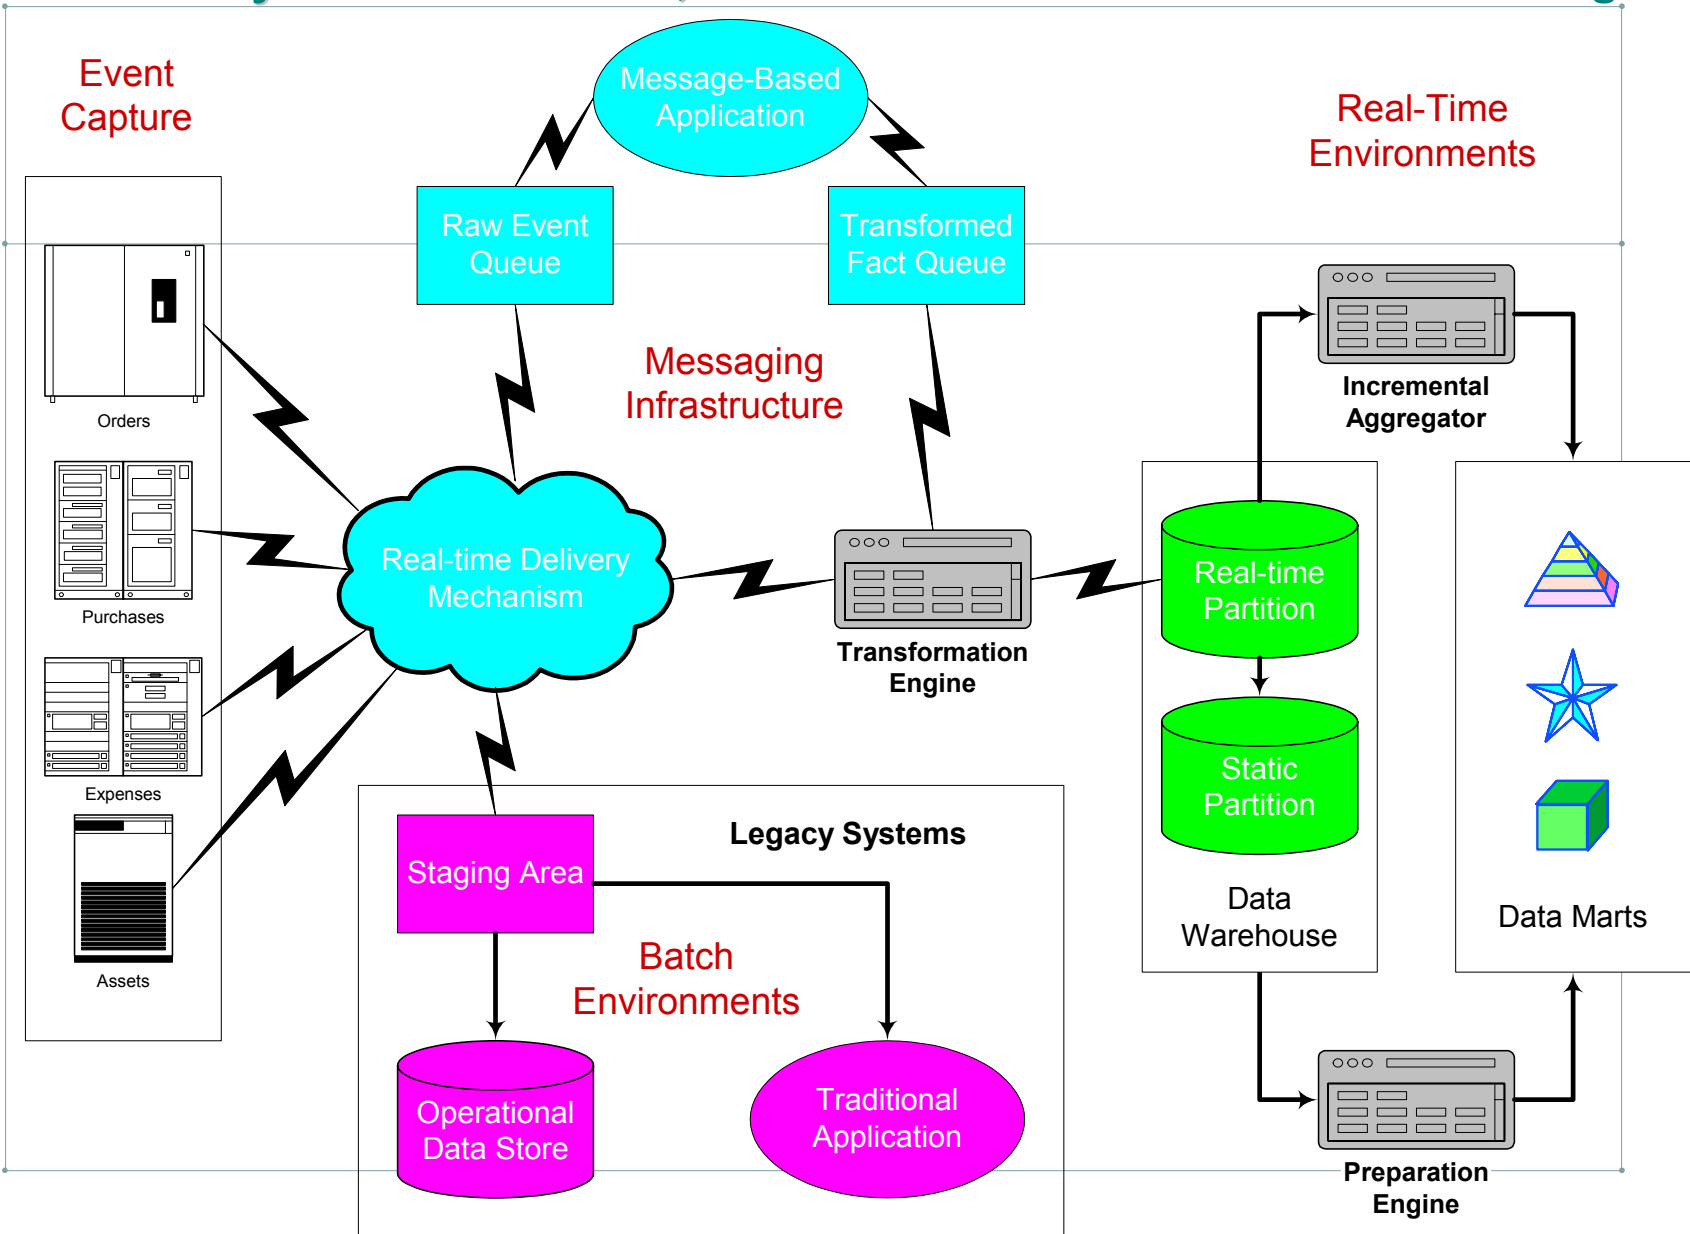 Event
Capture
Message-Based
Application
Real-Time
Environments
Raw Event
Queue
Transformed
Fact Queue
Messaging
Infrastructure
Incremental
Aggregator
Orders
Purchases
Expenses
Assets
Real-time Delivery
Mechanism
Transformation
Engine
Real-time
Partition
Static
Partition
Data
Warehouse
Data Marts
Legacy Systems
Staging Area
Batch
Environments
Operational
Data Store
Traditional
Application
Preparation
Engine